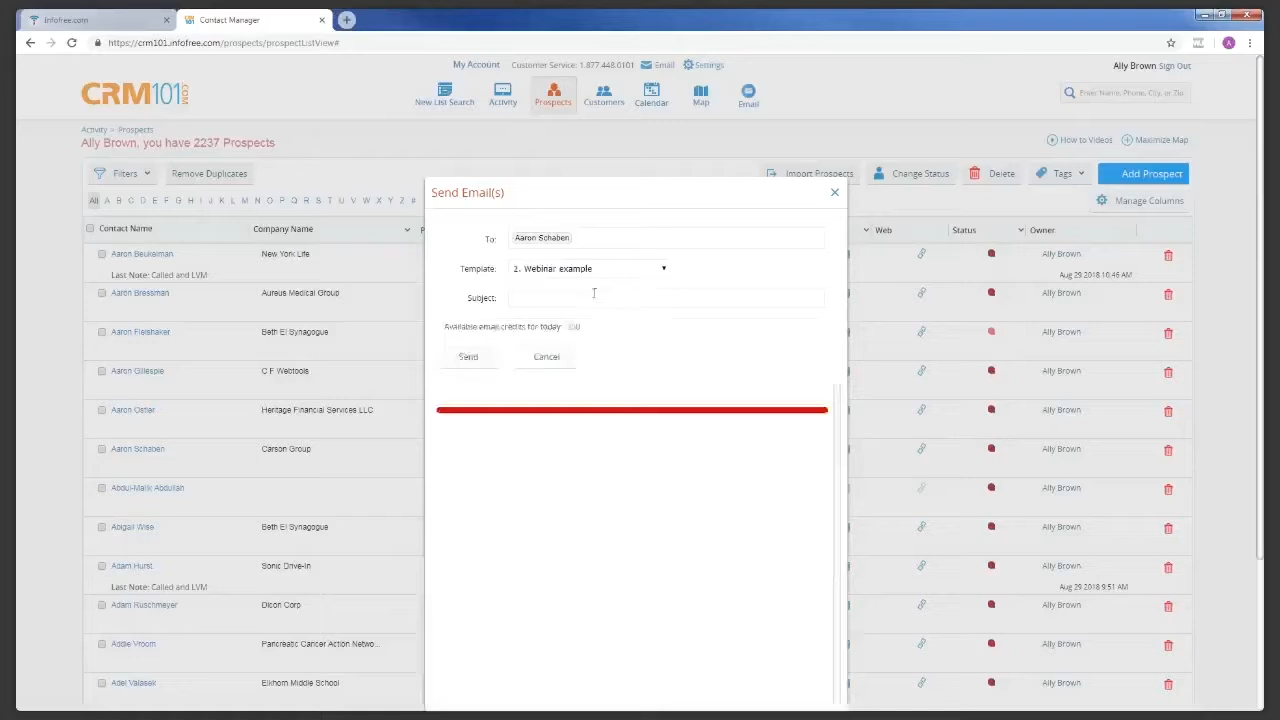 infofree.com
Contact Manager
https://crm101.infofree.com/prospects/prospectListView#
My Account Customer Service: 1.877.448.0101 Email Settings
Ally Brown Sign Out
CRM101.COM
New List Search Activity Prospects Customers Calendar Map Email
Enter Name, Phone, City, or Zip
Activity > Prospects
Ally Brown, you have 2237 Prospects
How to Videos Maximize Map
Filters Remove Duplicates Import Prospects Change Status Delete Tags Add Prospect
All A B C D E F G H I J K L M N O P Q R S T U V W X Y Z #
Manage Columns
Contact Name Company Name Web Status Owner
Aaron Beukelman New York Life Ally Brown
Last Note: Called and LVM Aug 29 2018 10:46 AM
Aaron Bressman Aureus Medical Group Ally Brown
Aaron Fleishaker Beth El Synagogue Ally Brown
Aaron Gillespie C F Webtools Ally Brown
Aaron Ostler Heritage Financial Services LLC Ally Brown
Aaron Schaben Carson Group Ally Brown
Abdul-Malik Abdullah Ally Brown
Abigail Wise Beth El Synagogue Ally Brown
Adam Hurst Sonic Drive-In Ally Brown
Last Note: Called and LVM Aug 29 2018 9:51 AM
Adam Ruschmeyer Dicon Corp Ally Brown
Addie Vroom Pancreatic Cancer Action Netwo... Ally Brown
Adel Valasek Elkhorn Middle School Ally Brown
Send Email(s)
To: Aaron Schaben
Template: 2. Webinar example
Subject:
Available email credits for today
Send Cancel